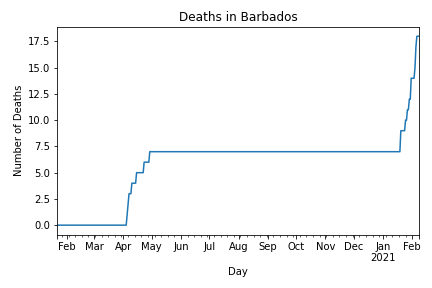 Deaths in Barbados
Number of Deaths
17.5
15.0
12.5
10.0
7.5
5.0
2.5
0.0
Feb Mar Apr May Jun Jul Aug Sep Oct Nov Dec Jan Feb
2021
Day